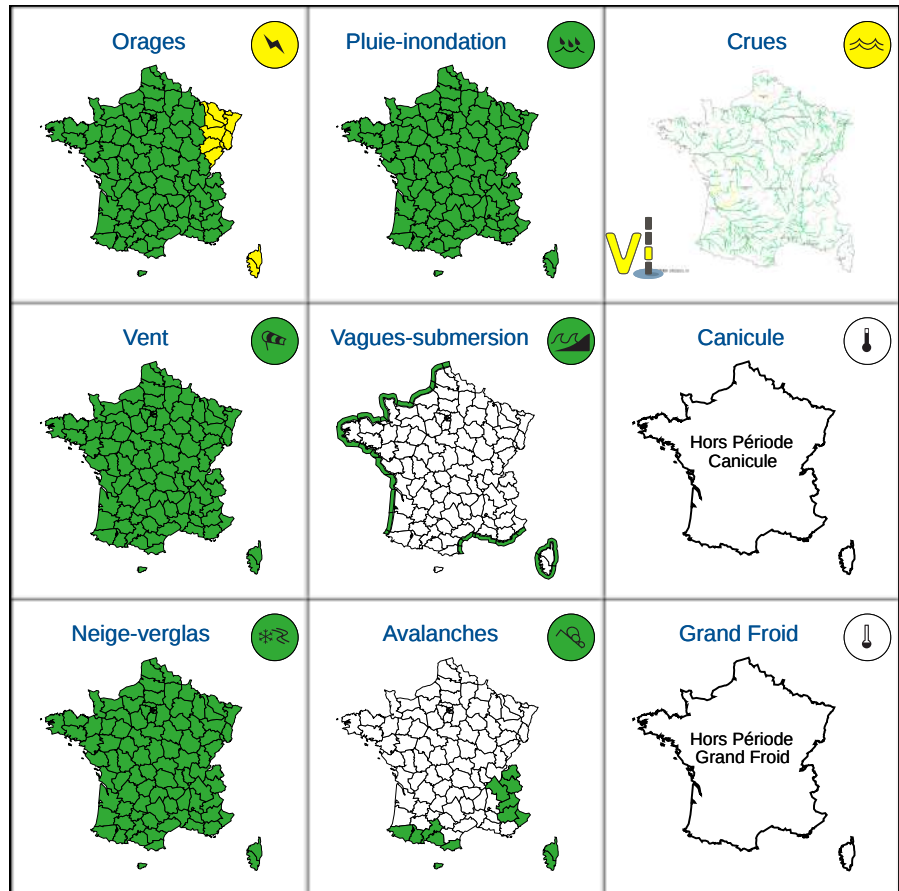 Orages
Pluie-inondation
Crues
Vi
Vent
Vagues-submersion
Canicule
Hors Période
Canicule
Neige-verglas
Avalanches
Grand Froid
Hors Période
Grand Froid